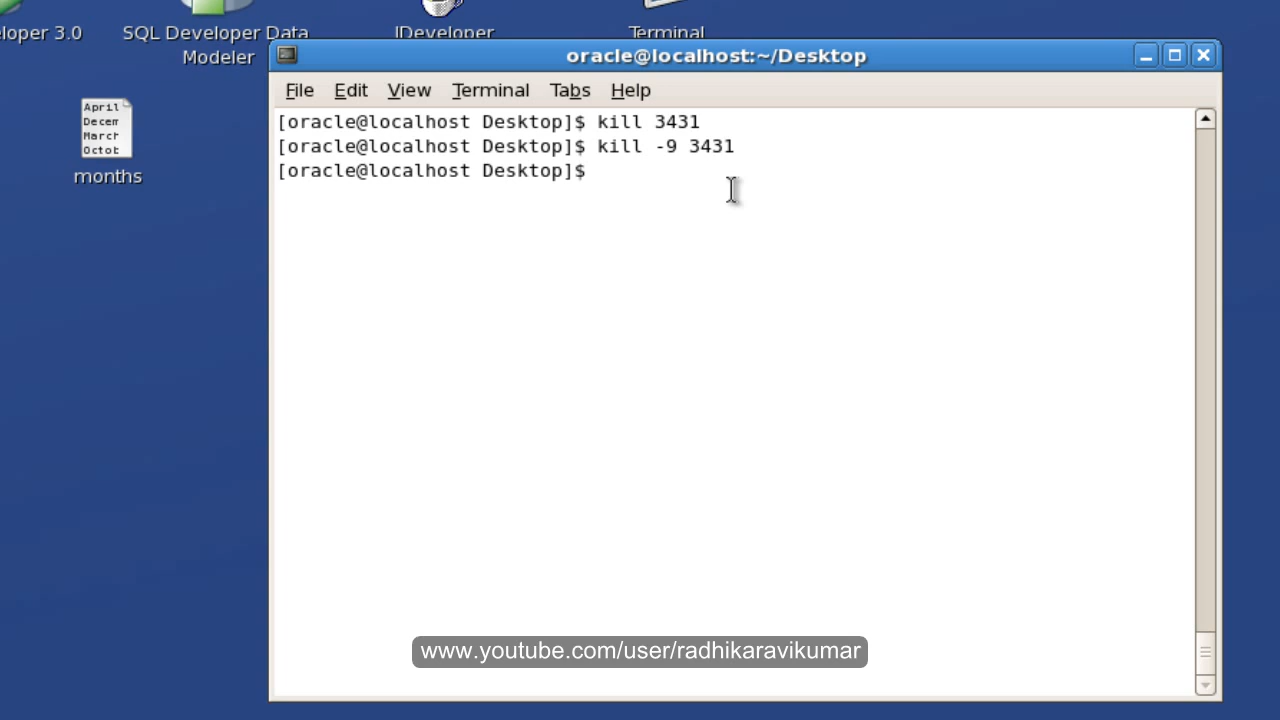 loper 3.0
SQL Developer Data
Modeler
JDeveloper
Terminal
oracle@localhost:~/Desktop
File Edit View Terminal Tabs Help
[oracle@localhost Desktop]$ kill 3431
[oracle@localhost Desktop]$ kill -9 3431
[oracle@localhost Desktop]$
April
Decem
March
Octob
months
www.youtube.com/user/radhikaravikumar